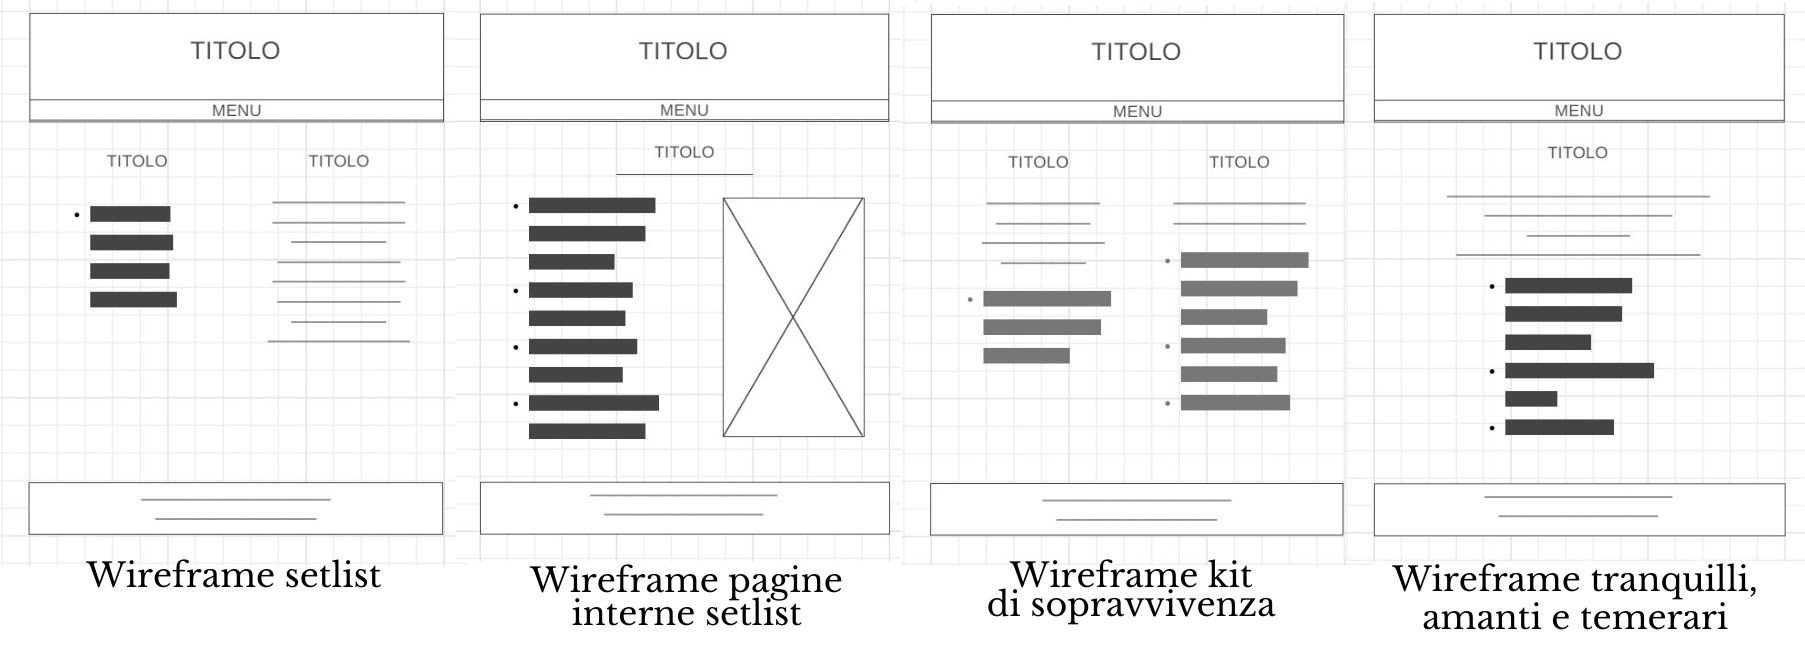 TITOLO
MENU
TITOLO
TITOLO
Wireframe setlist
TITOLO
MENU
TITOLO
Wireframe pagine
interne setlist
TITOLO
MENU
TITOLO
TITOLO
Wireframe kit
di sopravvivenza
TITOLO
MENU
TITOLO
Wireframe tranquilli,
amanti e temerari